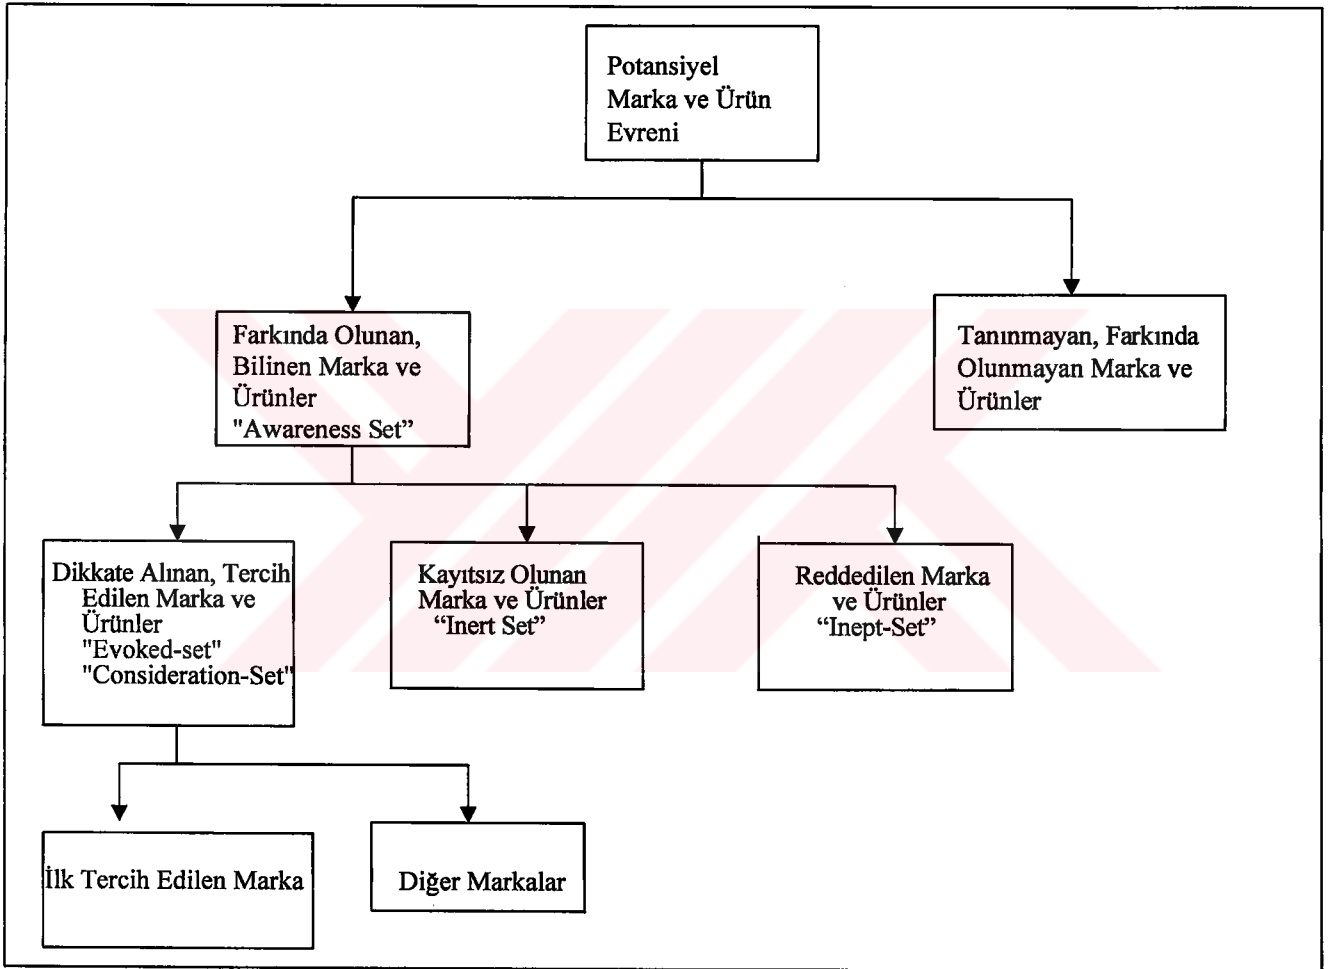 Potansiyel
Marka ve Ürün
Evreni
Farkında Olunan,
Bilinen Marka ve
Ürünler
"Awareness Set”
Tanınmayan, Farkında
Olunmayan Marka ve
Ürünler
Dikkate Alınan, Tercih
Edilen Marka ve
Ürünler
"Evoked-set"
"Consideration-Set"
Kayıtsız Olunan
Marka ve Ürünler
“Inert Set”
Reddedilen Marka
ve Ürünler
“Inept-Set”
İlk Tercih Edilen Marka
Diğer Markalar